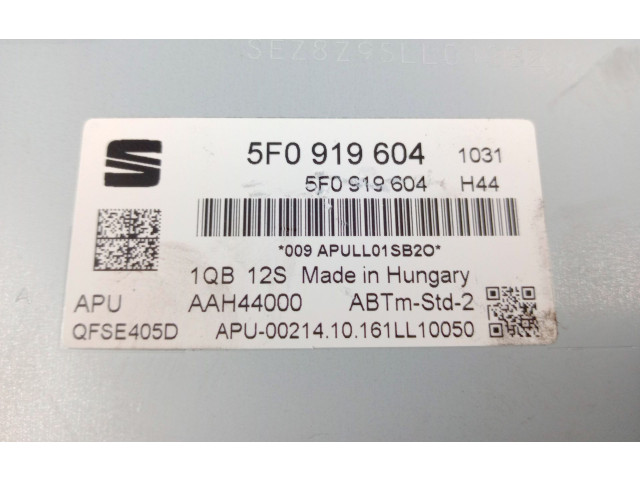 5F0 919 604 1031
5F0 919 604 H44
*009 APULL01SB2O*
1QB 12S Made in Hungary
APU AAH44000 ABTm-Std-2
QFSE405D APU-00214.10.161LL10050